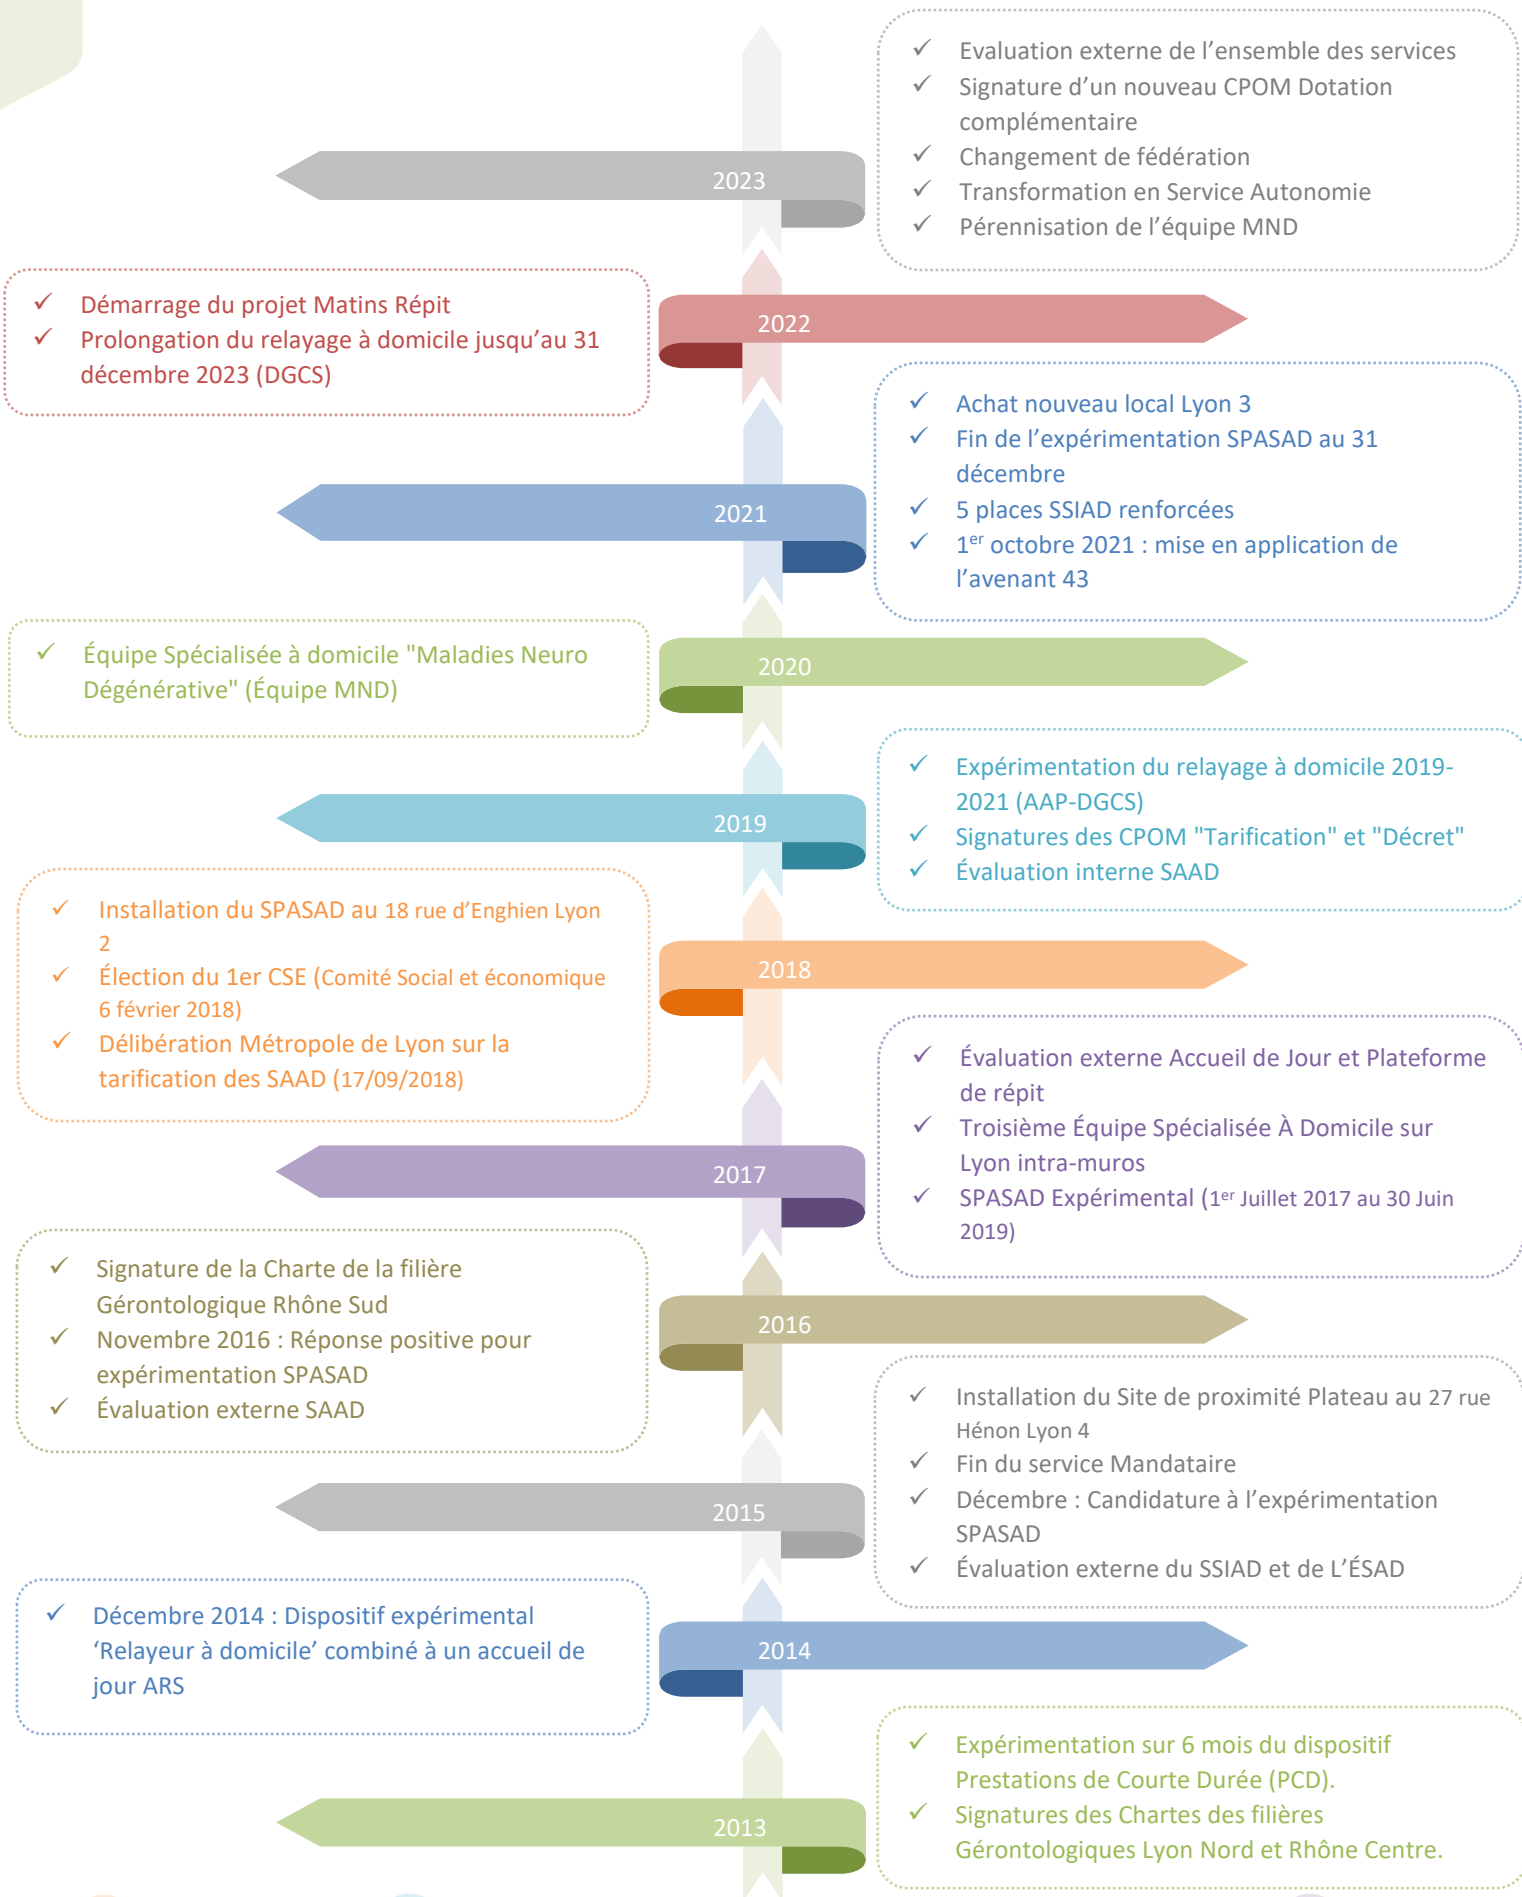 ✓ Evaluation externe de l’ensemble des services
✓ Signature d’un nouveau CPOM Dotation
complémentaire
✓ Changement de fédération
✓ Transformation en Service Autonomie
✓ Pérennisation de l’équipe MND
2023
✓ Démarrage du projet Matins Répit
✓ Prolongation du relayage à domicile jusqu’au 31
décembre 2023 (DGCS)
2022
✓ Achat nouveau local Lyon 3
✓ Fin de l’expérimentation SPASAD au 31
décembre
✓ 5 places SSIAD renforcées
✓ 1er octobre 2021 : mise en application de
l’avenant 43
2021
✓ Équipe Spécialisée à domicile "Maladies Neuro
Dégénérative" (Équipe MND)
2020
✓ Expérimentation du relayage à domicile 2019-
2021 (AAP-DGCS)
✓ Signatures des CPOM "Tarification" et "Décret"
✓ Évaluation interne SAAD
2019
✓ Installation du SPASAD au 18 rue d’Enghien Lyon
2
✓ Élection du 1er CSE (Comité Social et économique
6 février 2018)
✓ Délibération Métropole de Lyon sur la
tarification des SAAD (17/09/2018)
2018
✓ Évaluation externe Accueil de Jour et Plateforme
de répit
✓ Troisième Équipe Spécialisée À Domicile sur
Lyon intra-muros
✓ SPASAD Expérimental (1er Juillet 2017 au 30 Juin
2019)
2017
✓ Signature de la Charte de la filière
Gérontologique Rhône Sud
✓ Novembre 2016 : Réponse positive pour
expérimentation SPASAD
✓ Évaluation externe SAAD
2016
✓ Installation du Site de proximité Plateau au 27 rue
Hénon Lyon 4
✓ Fin du service Mandataire
✓ Décembre : Candidature à l’expérimentation
SPASAD
✓ Évaluation externe du SSIAD et de L’ÉSAD
2015
✓ Décembre 2014 : Dispositif expérimental
‘Relayeur à domicile’ combiné à un accueil de
jour ARS
2014
✓ Expérimentation sur 6 mois du dispositif
Prestations de Courte Durée (PCD).
✓ Signatures des Chartes des filières
Gérontologiques Lyon Nord et Rhône Centre.
2013